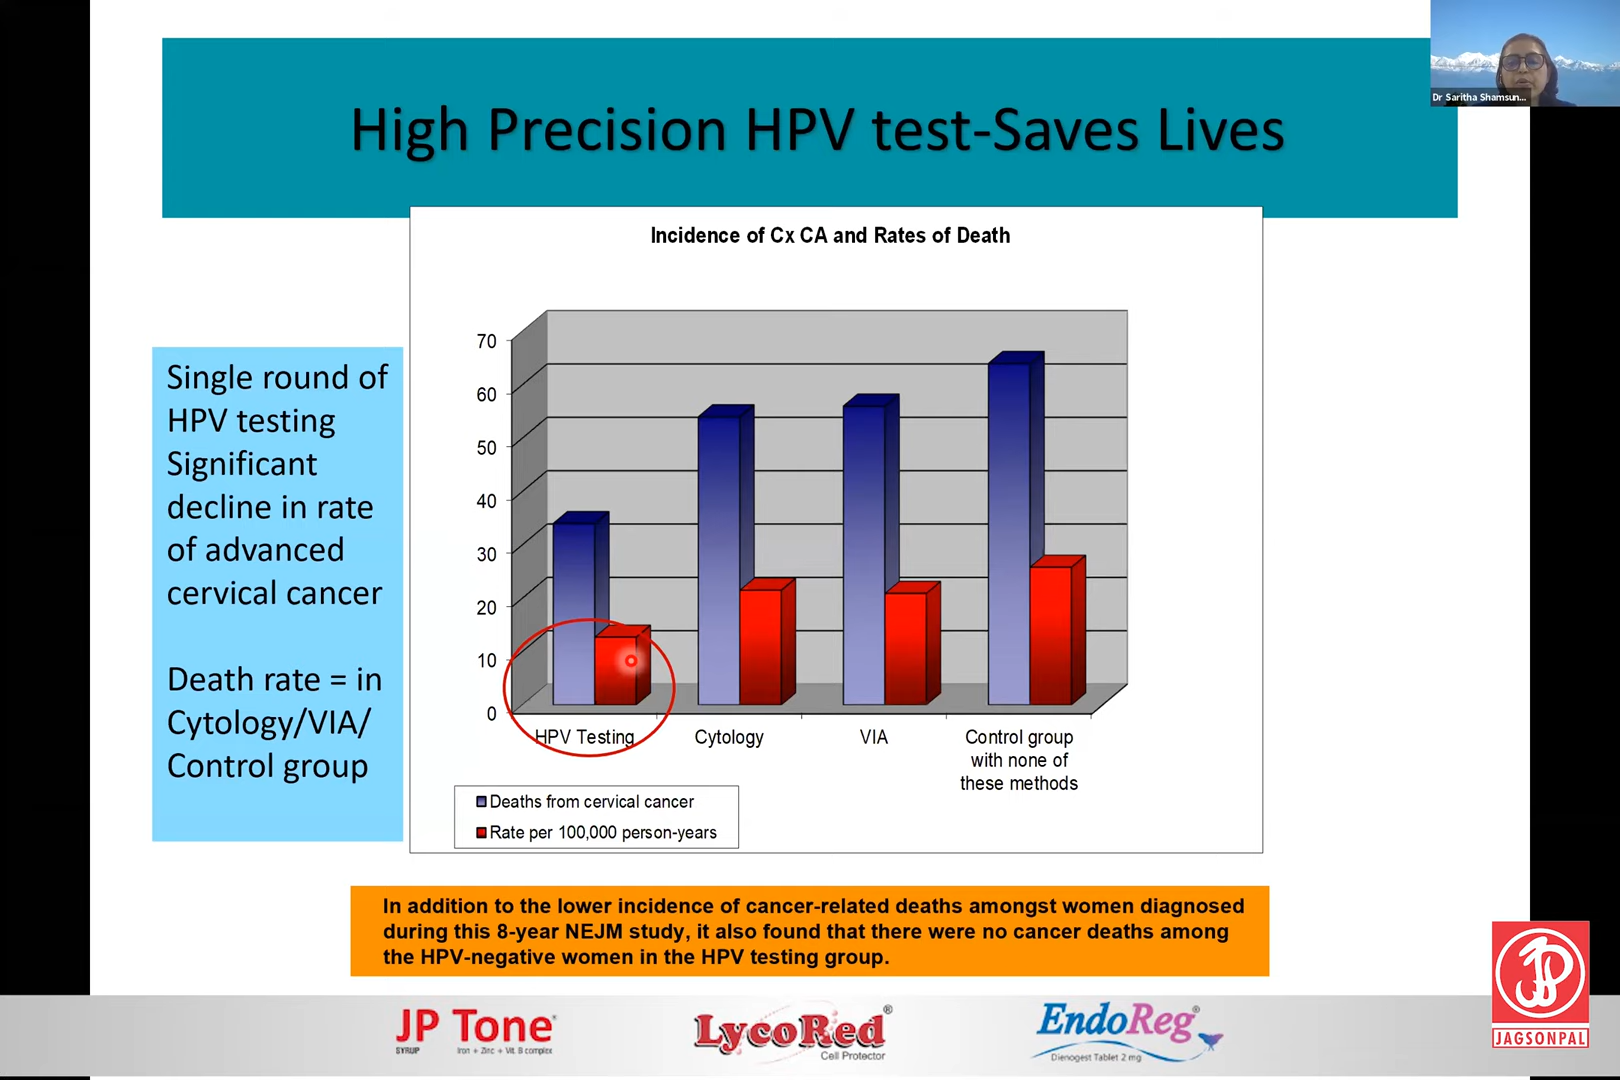 Dr Saritha Shamsun...
High Precision HPV test-Saves Lives
Incidence of Cx CA and Rates of Death
Single round of
HPV testing
Significant
decline in rate
of advanced
cervical cancer
Death rate = in
Cytology/VIA/
Control group
70
60
50
40
30
20
10
0
HPV Testing
Cytology
VIA
Control group
with none of
these methods
Deaths from cervical cancer
Rate per 100,000 person-years
In addition to the lower incidence of cancer-related deaths amongst women diagnosed
during this 8-year NEJM study, it also found that there were no cancer deaths among
the HPV-negative women in the HPV testing group.
JP Tone
SYRUP Iron + Zinc + Vit. B complex
LycoRed®
Cell Protector
EndoReg®
Dienogest Tablet 2 mg
JP
JAGSONPAL